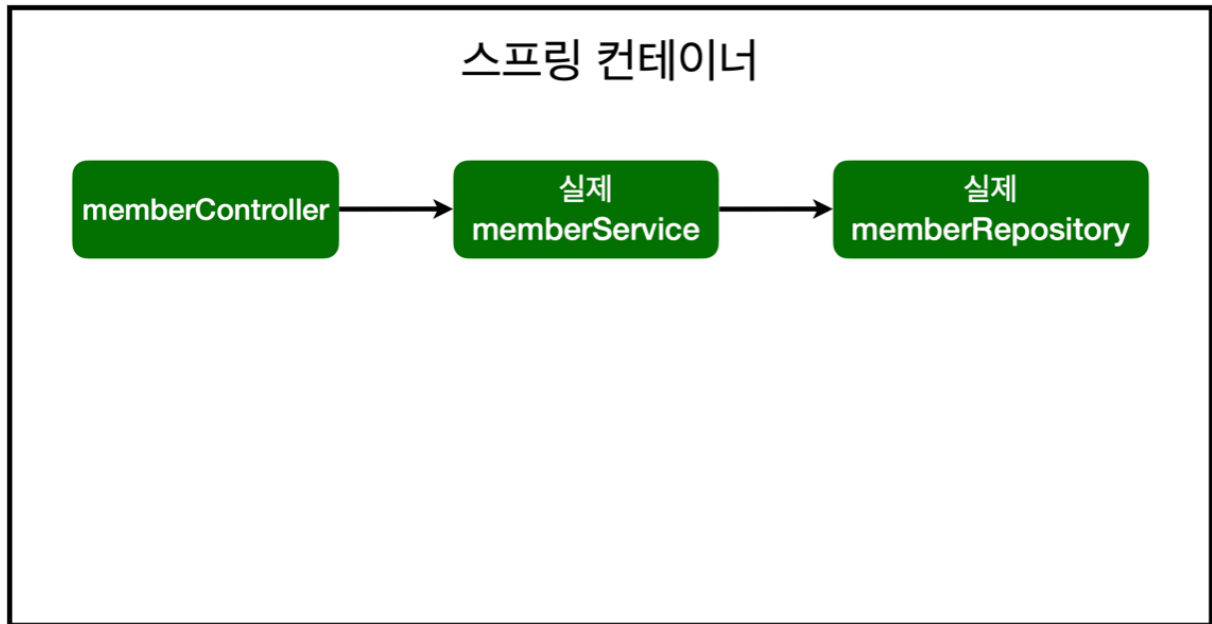 스프링 컨테이너
memberController
실제
memberService
실제
memberRepository